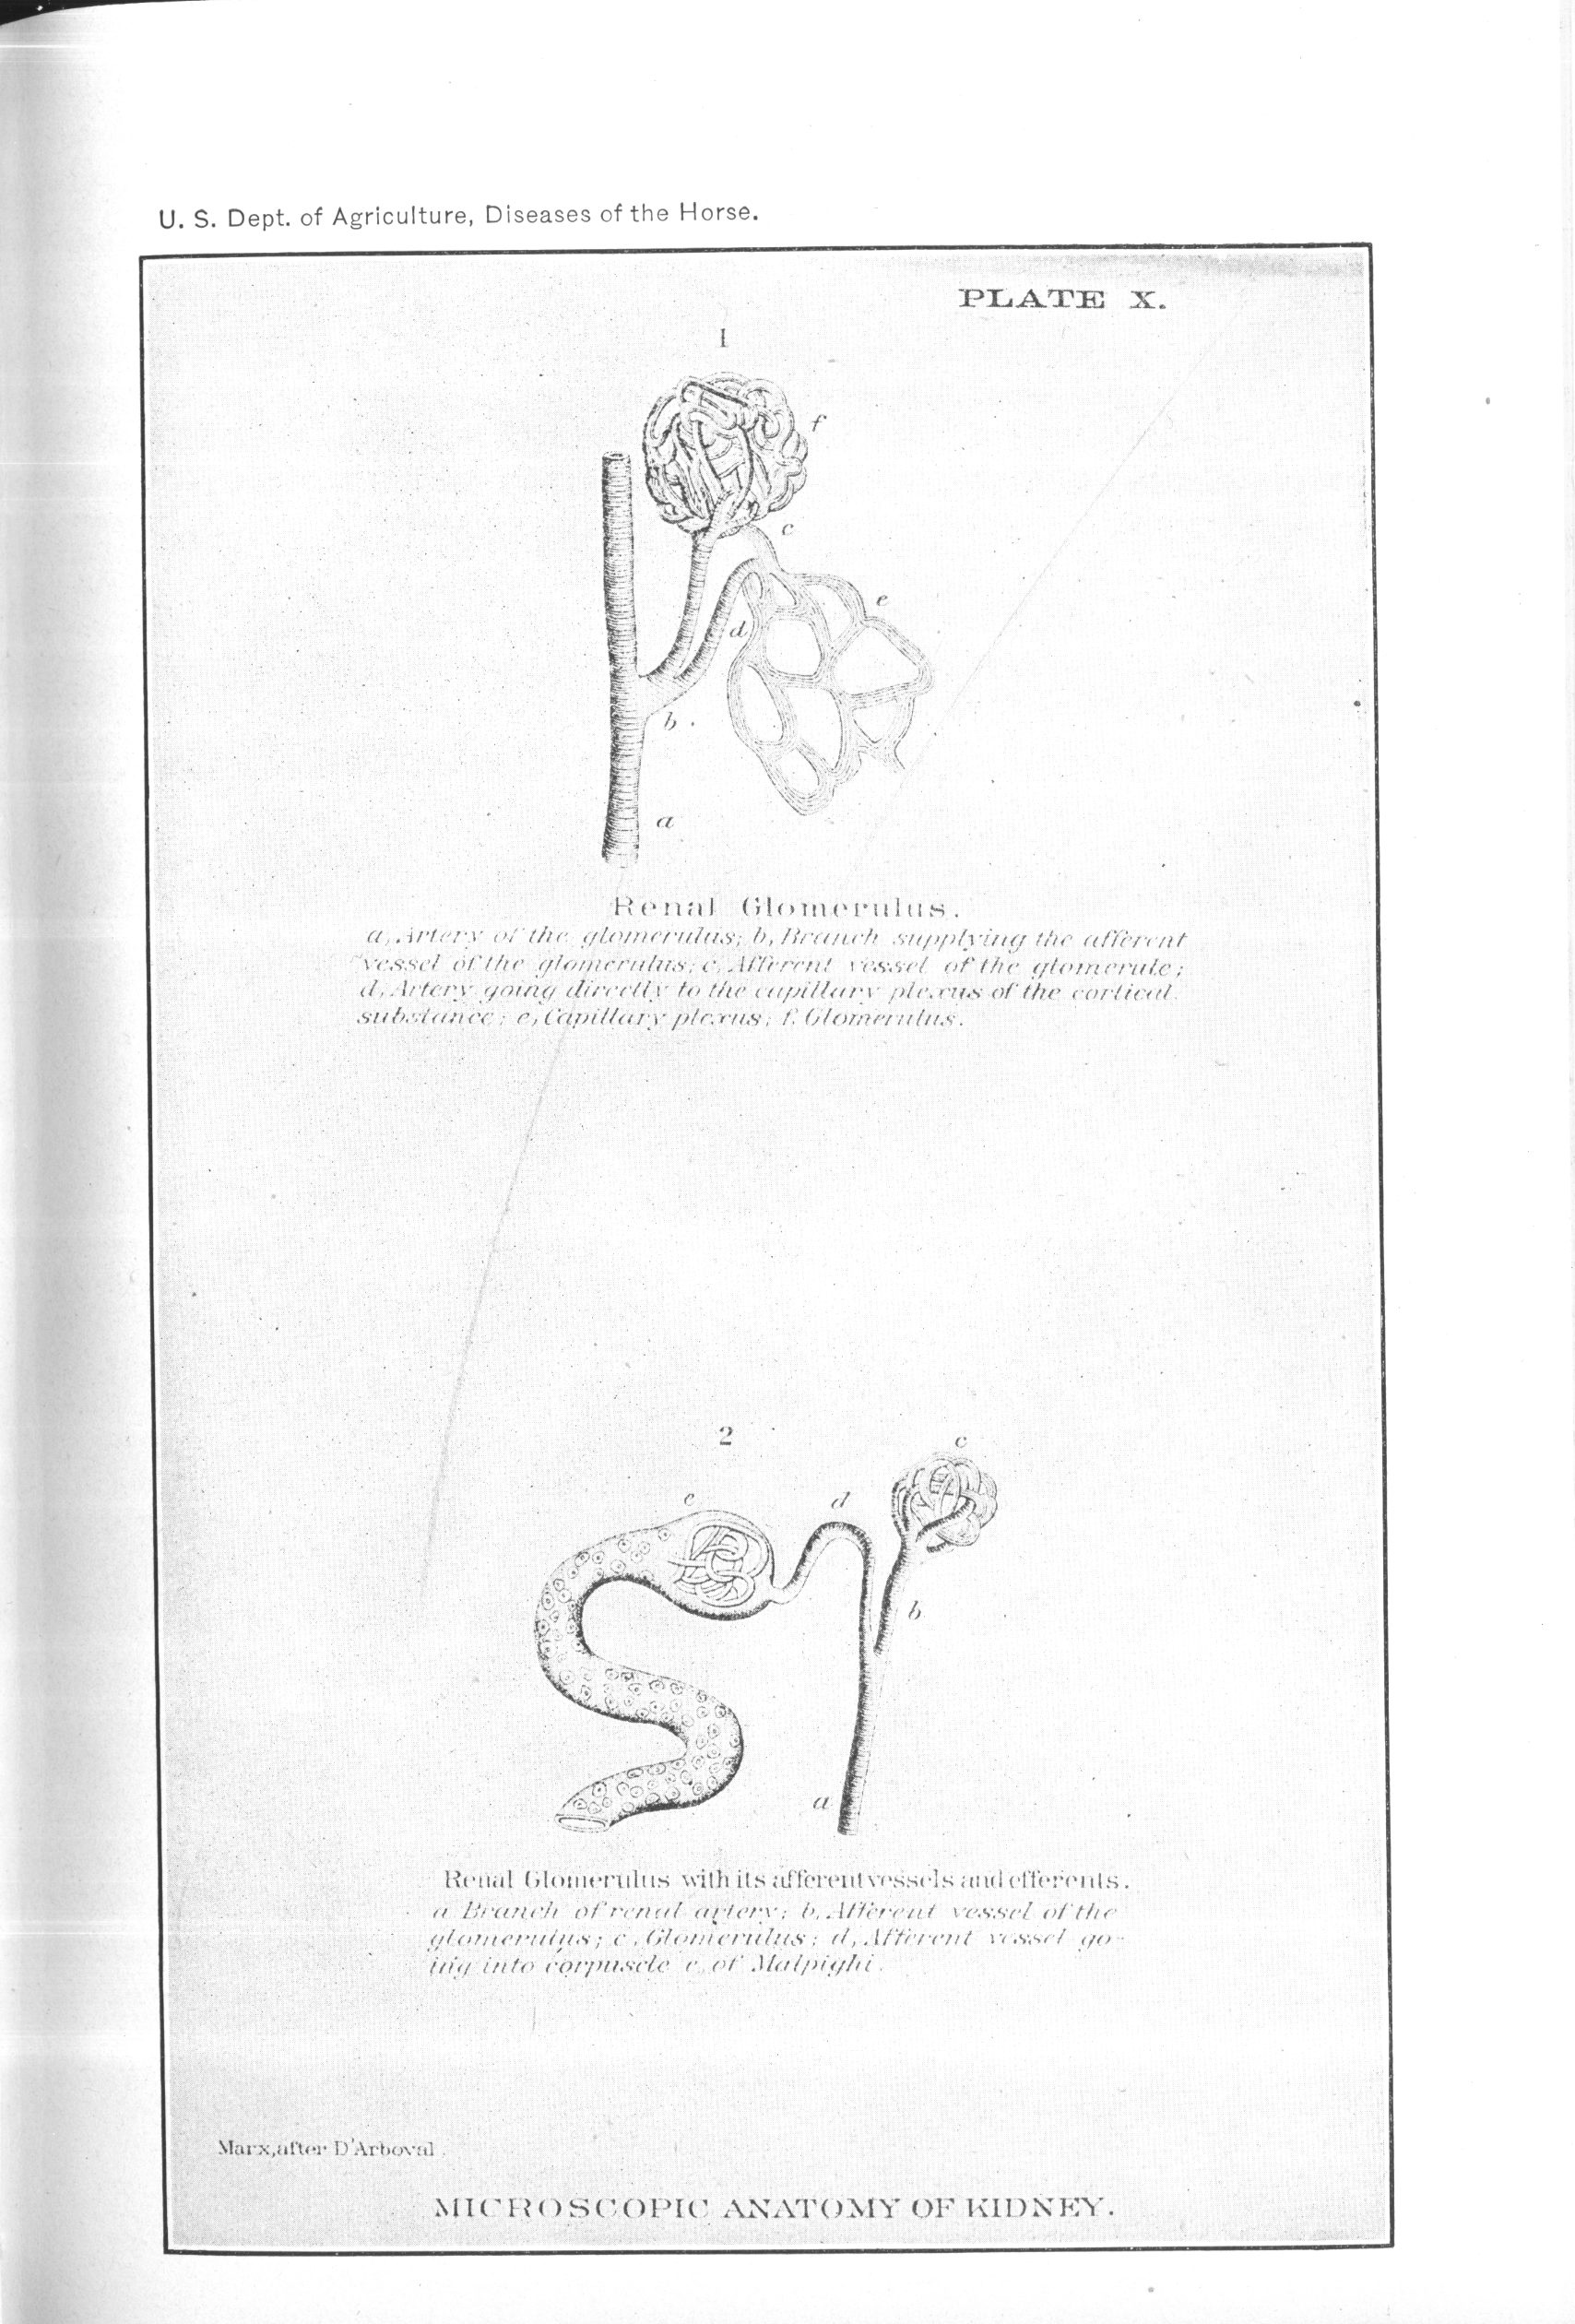 U. S. Dept. of Agriculture, Diseases of the Horse.
PLATE X.
1
f
c
e
d
b.
a
Renal Glomerulus.
a, Artery of the glomerulus; b, Branch supplying the afferent
vessel of the glomerulus; c, Afferent vessel of the glomerule;
d, Artery going directly to the capillary plexus of the cortical
substance; e, Capillary plexus; f, Glomerulus.
2
c
e
d
b
a
Renal Glomerulus with its afferent vessels and efferents.
a Branch of renal artery; b, Afferent vessel of the
glomerulus; c, Glomerulus; d, Afferent vessel go-
ing into corpuscle e, of Malpighi.
Marx, after D'Arboval.
MICROSCOPIC ANATOMY OF KIDNEY.